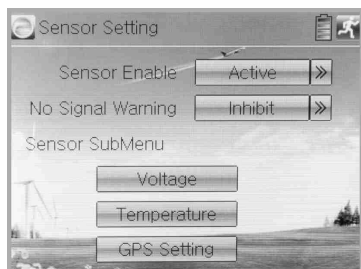 Sensor Setting
Sensor Enable Active
No Signal Warning Inhibit
Sensor SubMenu
Voltage
Temperature
GPS Setting